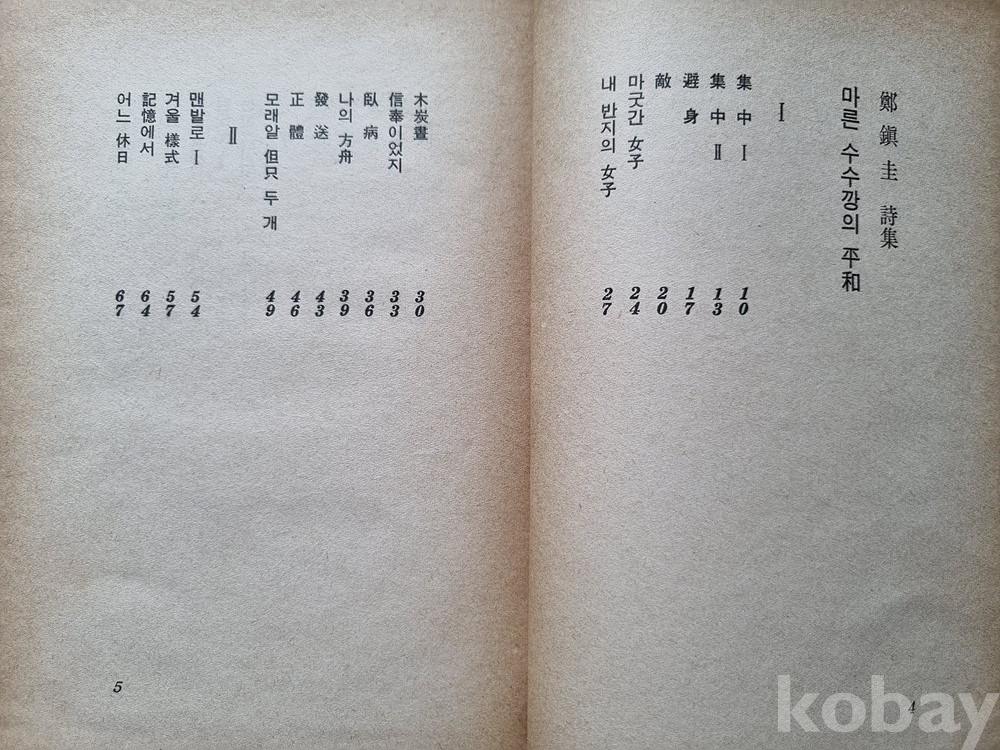 鄭鎭圭 詩集
마른 수수깡의 平和
Ⅰ
集中 Ⅰ 10
集中 Ⅱ 13
避身 17
敵 20
마굿간 女子 24
내 반지의 女子 27
4
木炭畫 30
信奉이었지 33
臥病 36
나의 方舟 39
發送 43
正體 46
모래알 但只 두 개 49
Ⅱ
맨발로 Ⅰ 54
겨울 樣式 57
記憶에서 64
어느 休日 67
5
kobay